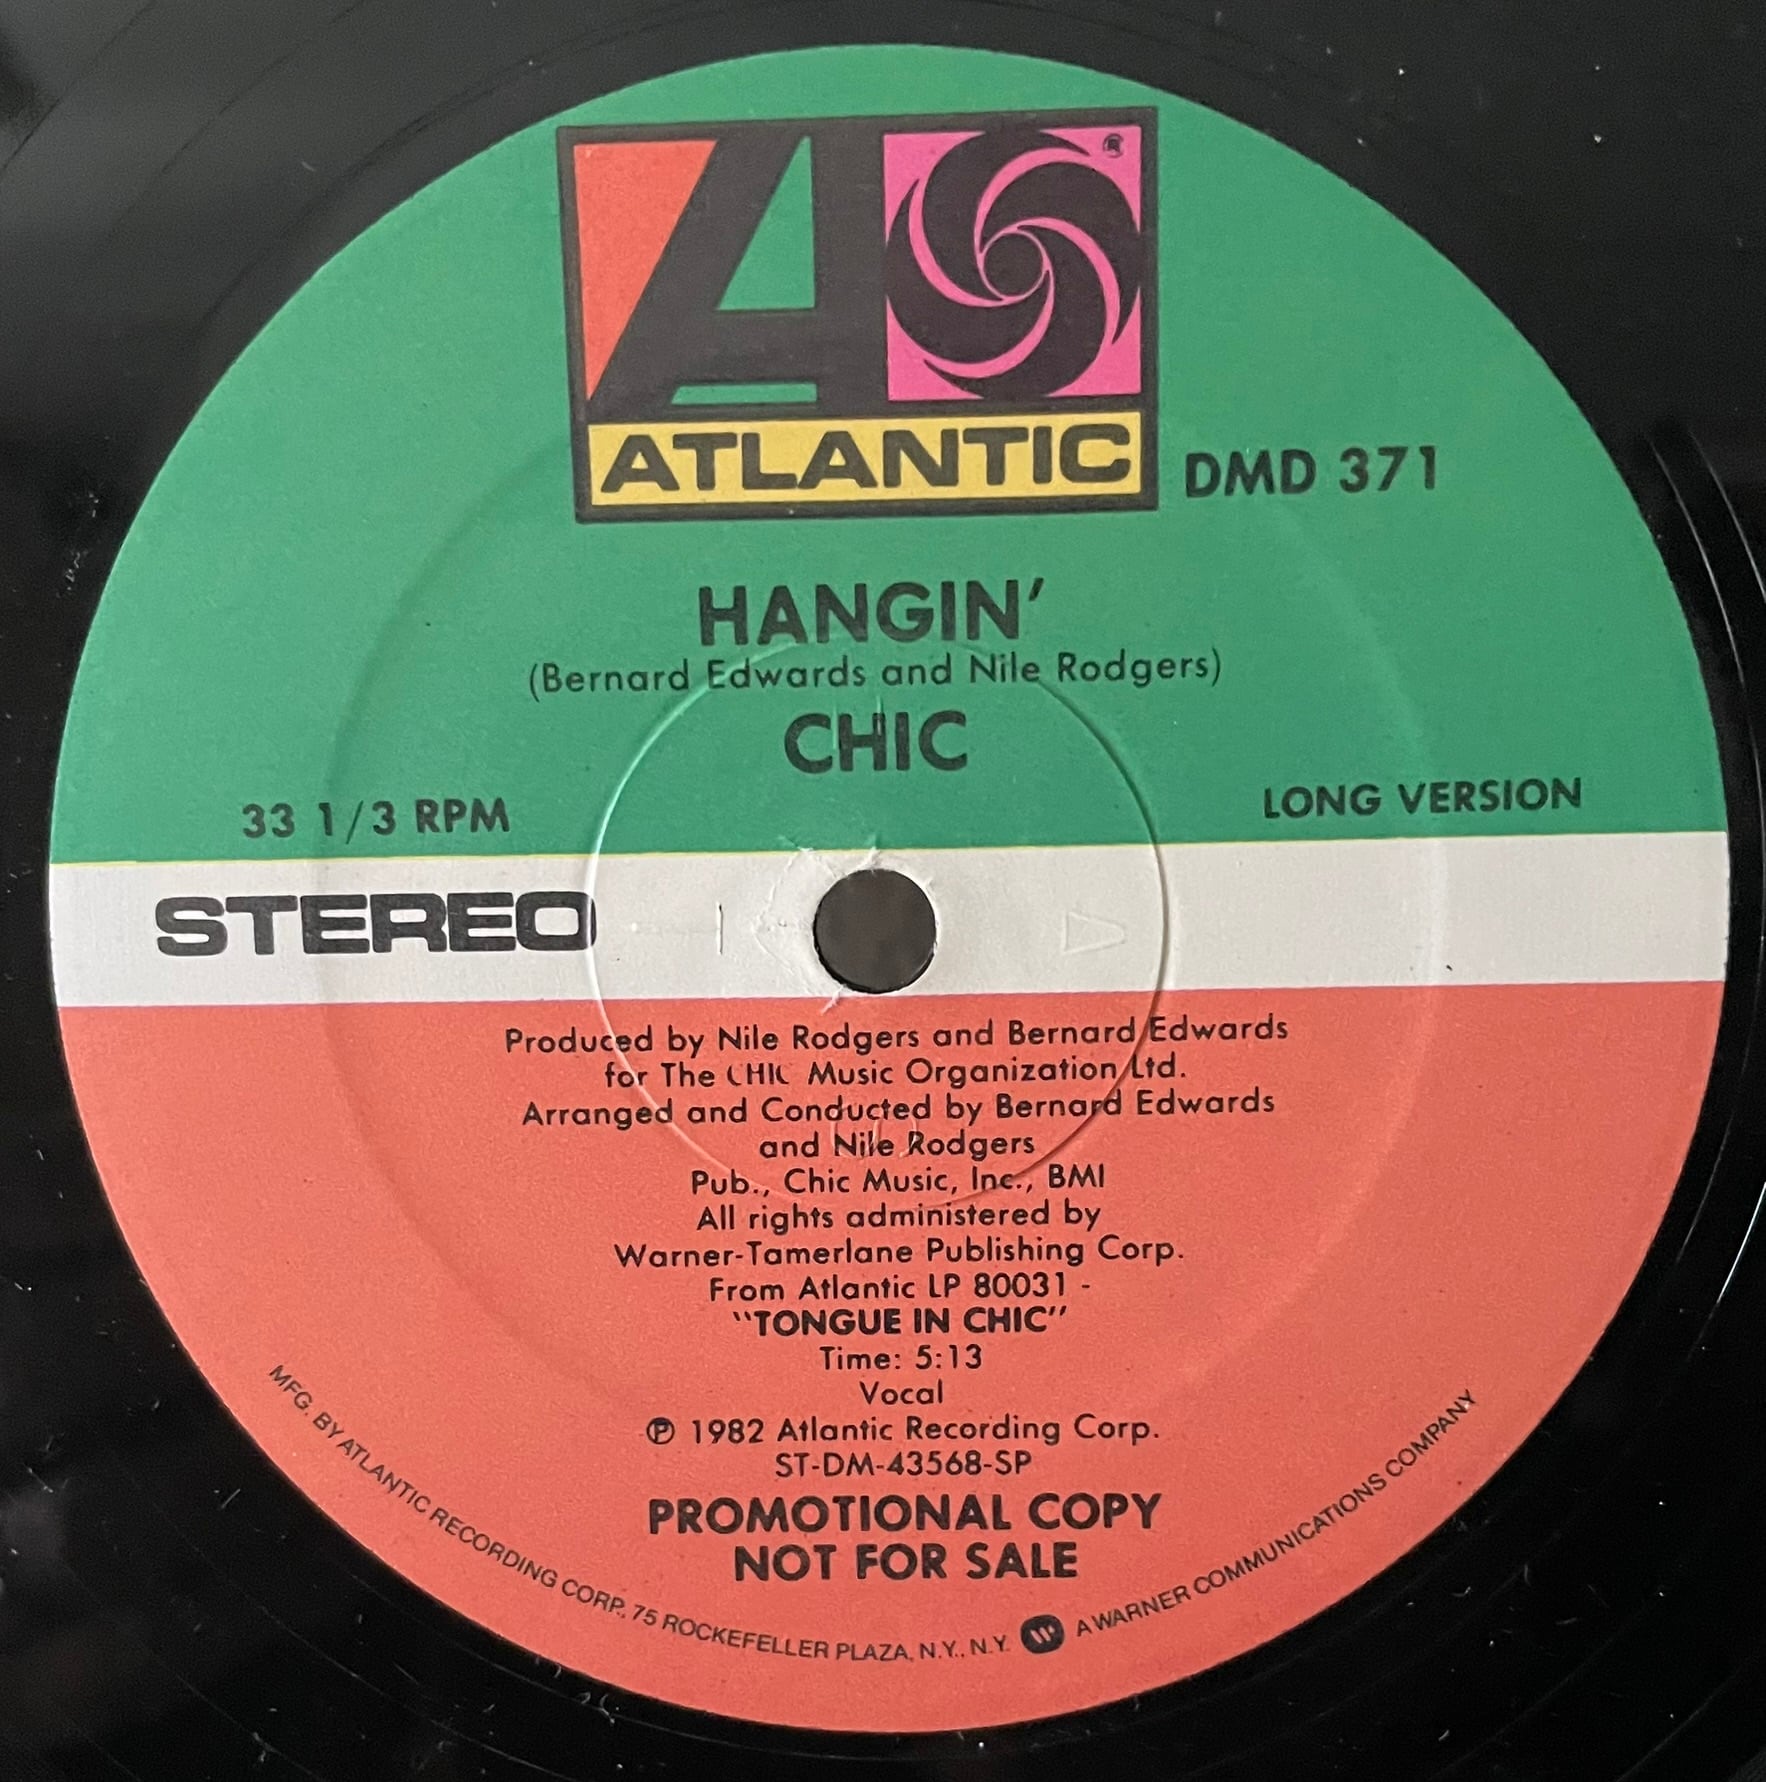 ®
ATLANTIC
DMD 371
HANGIN'
(Bernard Edwards and Nile Rodgers)
CHIC
33 1/3 RPM
LONG VERSION
STEREO
Produced by Nile Rodgers and Bernard Edwards
for The CHIC Music Organization Ltd.
Arranged and Conducted by Bernard Edwards
and Nile Rodgers
Pub., Chic Music, Inc., BMI
All rights administered by
Warner-Tamerlane Publishing Corp.
From Atlantic LP 80031 -
"TONGUE IN CHIC"
Time: 5:13
Vocal
℗ 1982 Atlantic Recording Corp.
ST-DM-43568-SP
PROMOTIONAL COPY
NOT FOR SALE
MFG. BY ATLANTIC RECORDING CORP., 75 ROCKEFELLER PLAZA, N.Y., N.Y. W A WARNER COMMUNICATIONS COMPANY